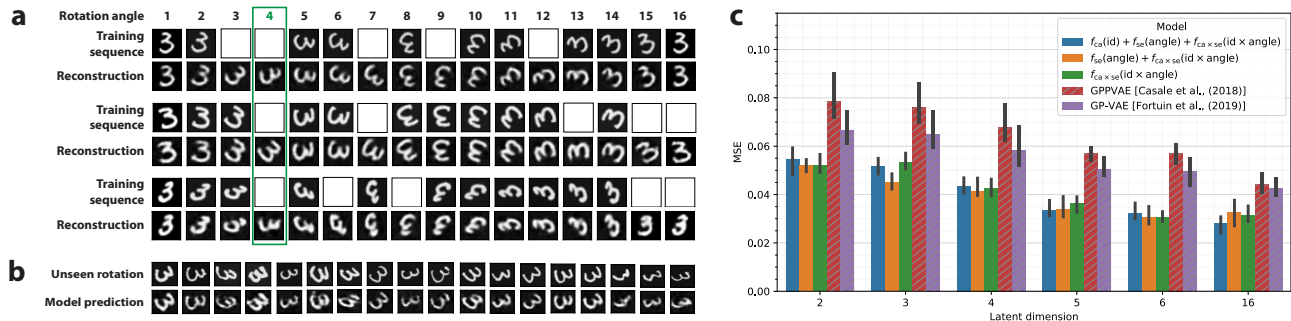 a
Rotation angle 1 2 3 4 5 6 7 8 9 10 11 12 13 14 15 16
Training
sequence
Reconstruction
Training
sequence
Reconstruction
Training
sequence
Reconstruction
b
Unseen rotation
Model prediction
c
Model
f_ca(id) + f_se(angle) + f_ca×se(id × angle)
f_se(angle) + f_ca×se(id × angle)
f_ca×se(id × angle)
GPPVAE [Casale et al., (2018)]
GP-VAE [Fortuin et al., (2019)]
MSE
0.10
0.08
0.06
0.04
0.02
0.00
2 3 4 5 6 16
Latent dimension